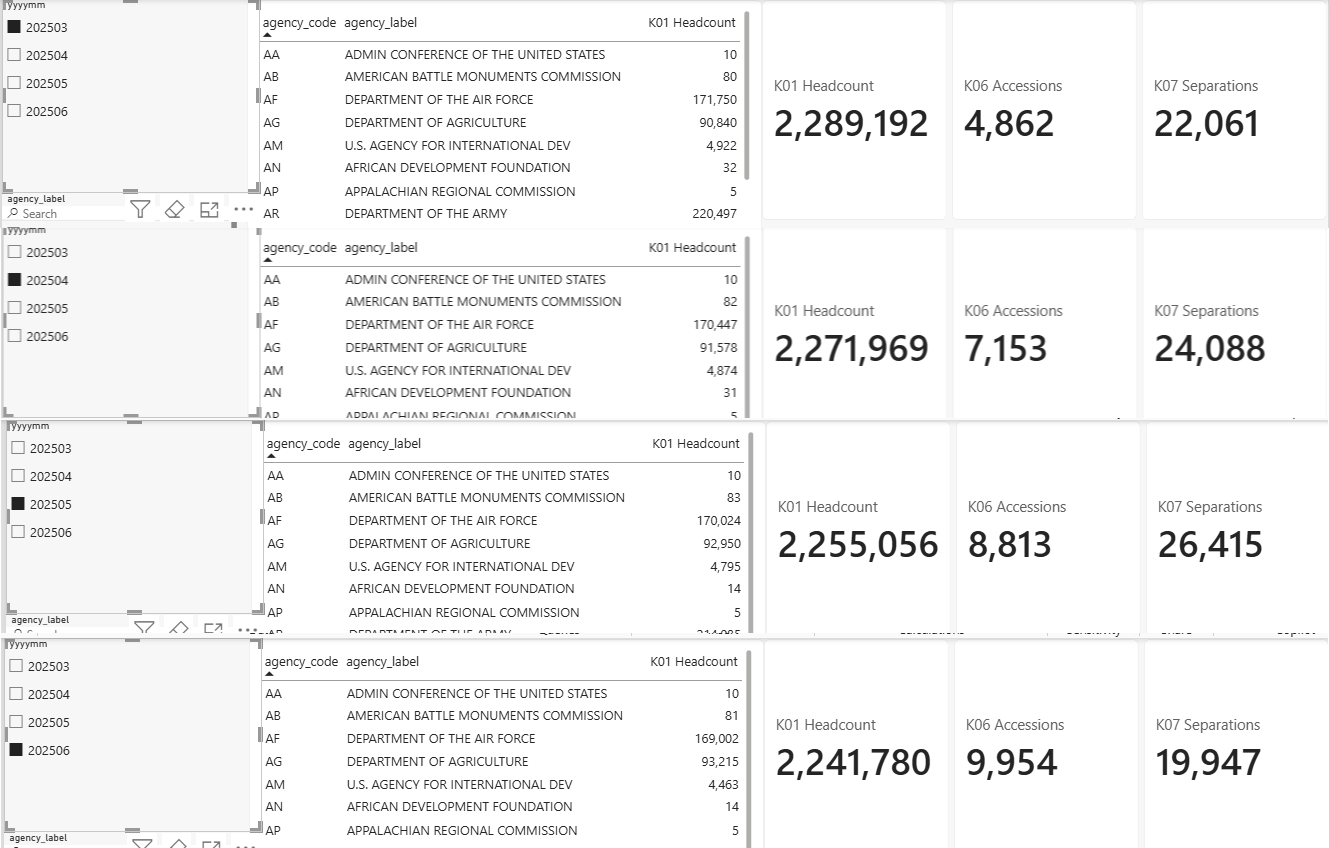 yyyymm
202503
202504
202505
202506
agency_label
Search
agency_code agency_label K01 Headcount
AA ADMIN CONFERENCE OF THE UNITED STATES 10
AB AMERICAN BATTLE MONUMENTS COMMISSION 80
AF DEPARTMENT OF THE AIR FORCE 171,750
AG DEPARTMENT OF AGRICULTURE 90,840
AM U.S. AGENCY FOR INTERNATIONAL DEV 4,922
AN AFRICAN DEVELOPMENT FOUNDATION 32
AP APPALACHIAN REGIONAL COMMISSION 5
AR DEPARTMENT OF THE ARMY 220,497
K01 Headcount
2,289,192
K06 Accessions
4,862
K07 Separations
22,061
yyyymm
202503
202504
202505
202506
agency_code agency_label K01 Headcount
AA ADMIN CONFERENCE OF THE UNITED STATES 10
AB AMERICAN BATTLE MONUMENTS COMMISSION 82
AF DEPARTMENT OF THE AIR FORCE 170,447
AG DEPARTMENT OF AGRICULTURE 91,578
AM U.S. AGENCY FOR INTERNATIONAL DEV 4,874
AN AFRICAN DEVELOPMENT FOUNDATION 31
AP APPALACHIAN REGIONAL COMMISSION 5
K01 Headcount
2,271,969
K06 Accessions
7,153
K07 Separations
24,088
yyyymm
202503
202504
202505
202506
agency_label
agency_code agency_label K01 Headcount
AA ADMIN CONFERENCE OF THE UNITED STATES 10
AB AMERICAN BATTLE MONUMENTS COMMISSION 83
AF DEPARTMENT OF THE AIR FORCE 170,024
AG DEPARTMENT OF AGRICULTURE 92,950
AM U.S. AGENCY FOR INTERNATIONAL DEV 4,795
AN AFRICAN DEVELOPMENT FOUNDATION 14
AP APPALACHIAN REGIONAL COMMISSION 5
K01 Headcount
2,255,056
K06 Accessions
8,813
K07 Separations
26,415
yyyymm
202503
202504
202505
202506
agency_label
agency_code agency_label K01 Headcount
AA ADMIN CONFERENCE OF THE UNITED STATES 10
AB AMERICAN BATTLE MONUMENTS COMMISSION 81
AF DEPARTMENT OF THE AIR FORCE 169,002
AG DEPARTMENT OF AGRICULTURE 93,215
AM U.S. AGENCY FOR INTERNATIONAL DEV 4,463
AN AFRICAN DEVELOPMENT FOUNDATION 14
AP APPALACHIAN REGIONAL COMMISSION 5
K01 Headcount
2,241,780
K06 Accessions
9,954
K07 Separations
19,947